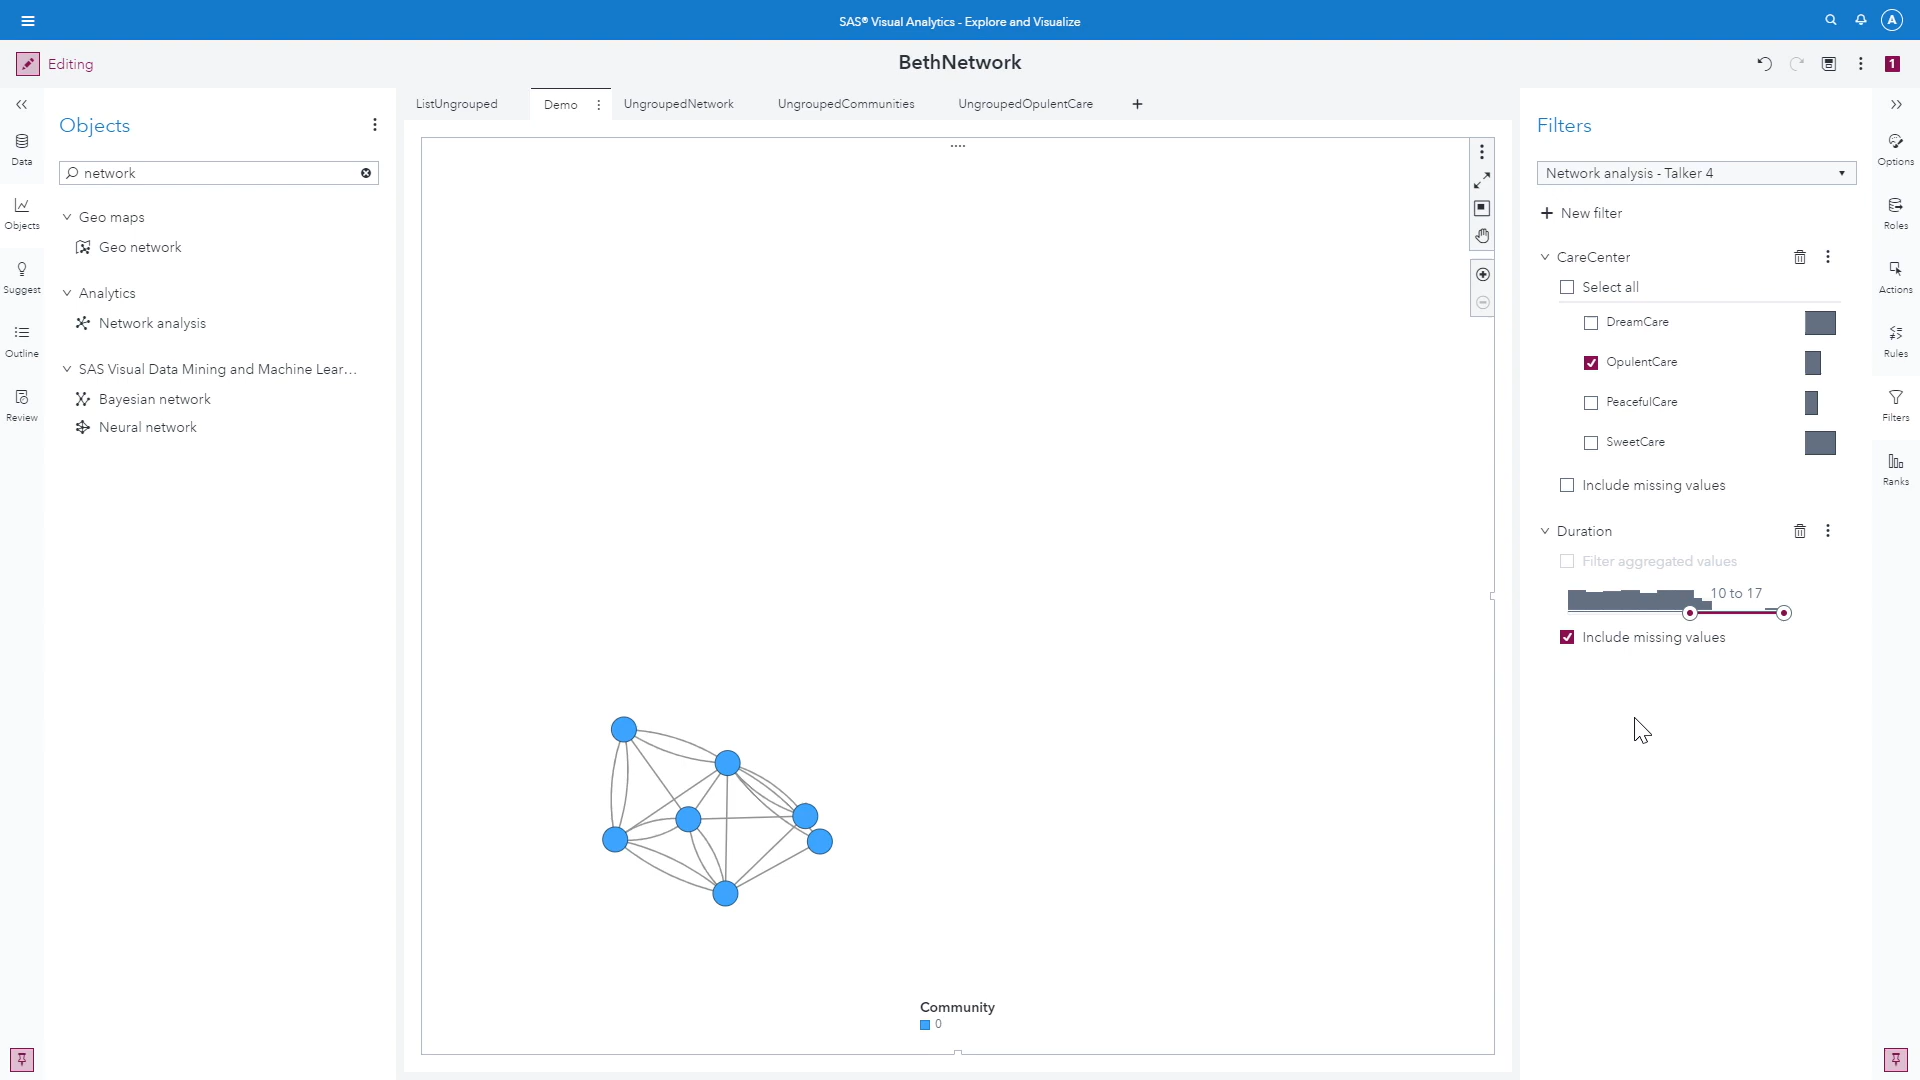 SAS® Visual Analytics - Explore and Visualize
A
Editing
BethNetwork
1
ListUngrouped
Demo
UngroupedNetwork
UngroupedCommunities
UngroupedOpulentCare
Data
Objects
Suggest
Outline
Review
Objects
network
Geo maps
Geo network
Analytics
Network analysis
SAS Visual Data Mining and Machine Lear...
Bayesian network
Neural network
Community
0
Filters
Network analysis - Talker 4
New filter
CareCenter
Select all
DreamCare
OpulentCare
PeacefulCare
SweetCare
Include missing values
Duration
Filter aggregated values
10 to 17
Include missing values
Options
Roles
Actions
Rules
Filters
Ranks